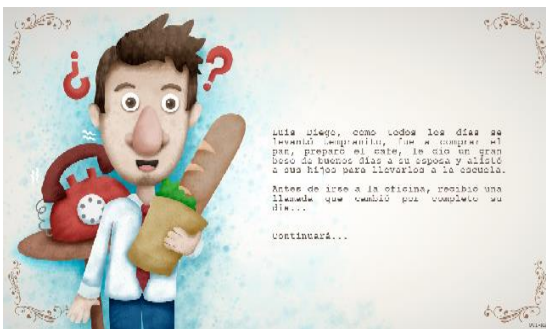 ¿ ?
Luis Diego, como todos los días se
levantó tempranito, fue a comprar el
pan, preparó el café, le dio un gran
beso de buenos días a su esposa y alistó
a sus hijos para llevarlos a la escuela.
Antes de irse a la oficina, recibió una
llamada que cambió por completo su
día...
Continuará...